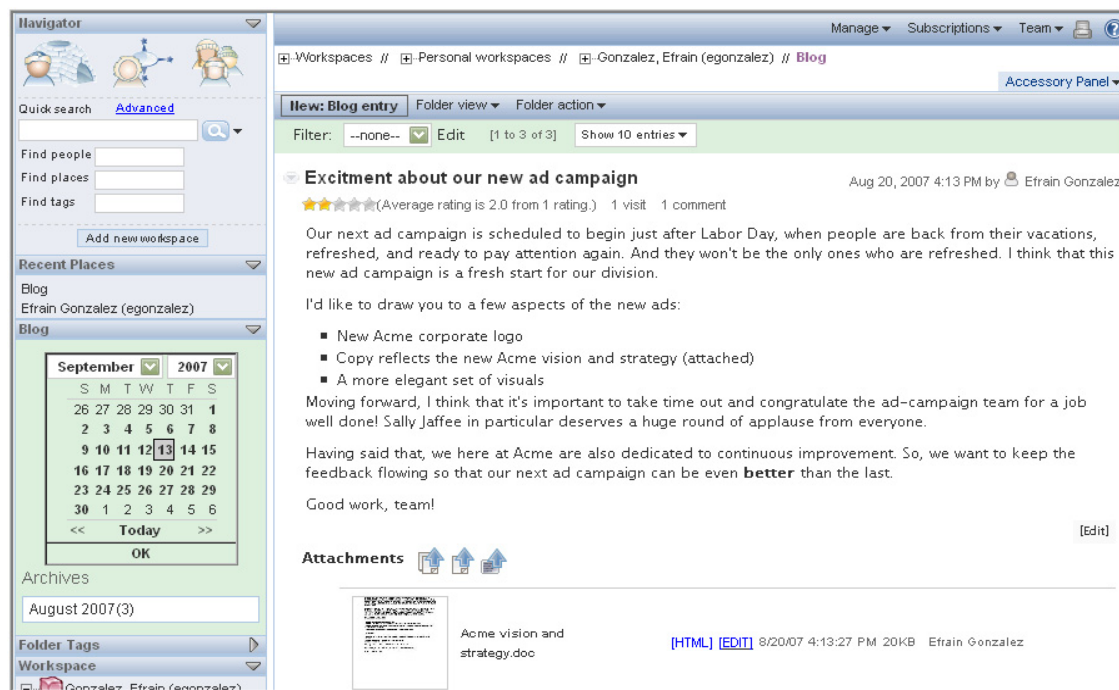 Navigator
Quick search Advanced
Find people
Find places
Find tags
Add new workspace
Recent Places
Blog
Efrain Gonzalez (egonzalez)
Blog
September 2007
S M T W T F S
26 27 28 29 30 31 1
2 3 4 5 6 7 8
9 10 11 12 13 14 15
16 17 18 19 20 21 22
23 24 25 26 27 28 29
30 1 2 3 4 5 6
<< Today >>
OK
Archives
August 2007(3)
Folder Tags
Workspace
Gonzalez, Efrain (egonzalez)
Manage Subscriptions Team ?
Workspaces // Personal workspaces // Gonzalez, Efrain (egonzalez) // Blog
Accessory Panel
New: Blog entry Folder view Folder action
Filter: --none-- Edit [1 to 3 of 3] Show 10 entries
Excitment about our new ad campaign Aug 20, 2007 4:13 PM by Efrain Gonzalez
(Average rating is 2.0 from 1 rating.) 1 visit 1 comment
Our next ad campaign is scheduled to begin just after Labor Day, when people are back from their vacations,
refreshed, and ready to pay attention again. And they won't be the only ones who are refreshed. I think that this
new ad campaign is a fresh start for our division.
I'd like to draw you to a few aspects of the new ads:
New Acme corporate logo
Copy reflects the new Acme vision and strategy (attached)
A more elegant set of visuals
Moving forward, I think that it's important to take time out and congratulate the ad-campaign team for a job
well done! Sally Jaffee in particular deserves a huge round of applause from everyone.
Having said that, we here at Acme are also dedicated to continuous improvement. So, we want to keep the
feedback flowing so that our next ad campaign can be even better than the last.
Good work, team!
[Edit]
Attachments
Acme vision and
strategy.doc
[HTML] [EDIT] 8/20/07 4:13:27 PM 20KB Efrain Gonzalez